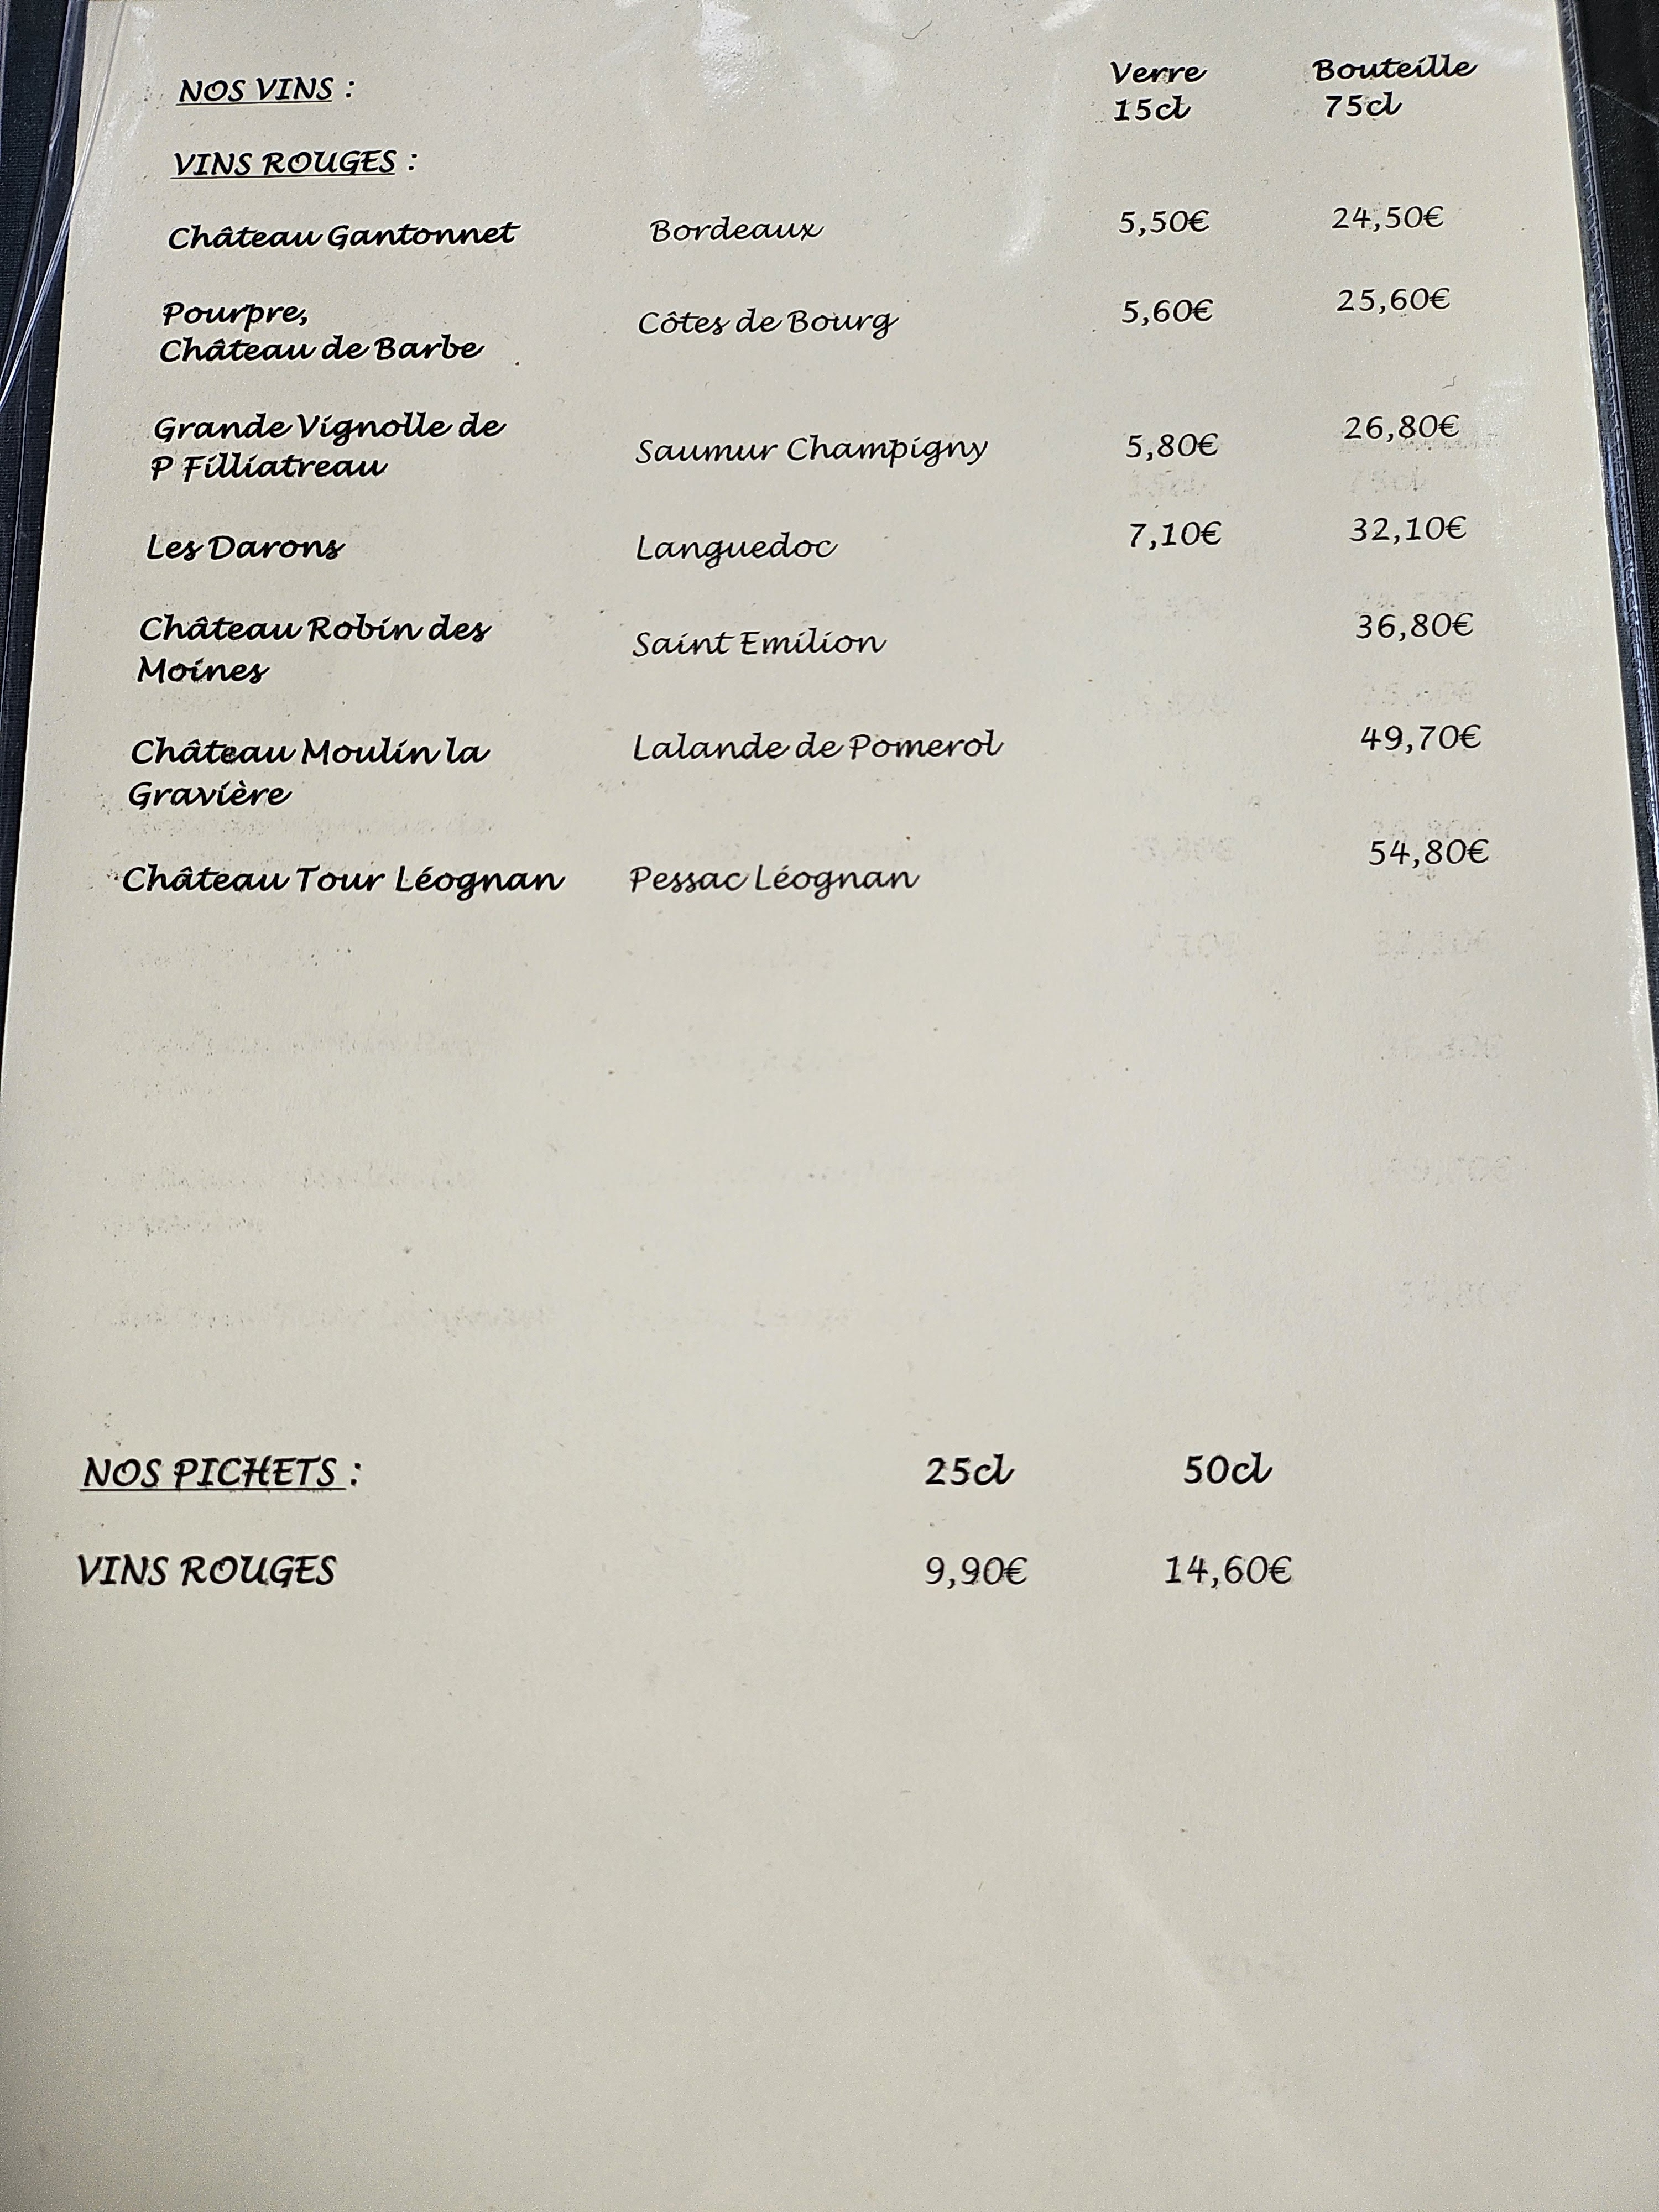 NOS VINS : Verre Bouteille
15cl 75cl
VINS ROUGES :
Château Gantonnet Bordeaux 5,50€ 24,50€
Pourpre,
Château de Barbe Côtes de Bourg 5,60€ 25,60€
Grande Vignolle de
P Filliatreau Saumur Champigny 5,80€ 26,80€
Les Darons Languedoc 7,10€ 32,10€
Château Robin des
Moines Saint Emilion 36,80€
Château Moulin la Lalande de Pomerol 49,70€
Gravière
Château Tour Léognan Pessac Léognan 54,80€
NOS PICHETS : 25cl 50cl
VINS ROUGES 9,90€ 14,60€